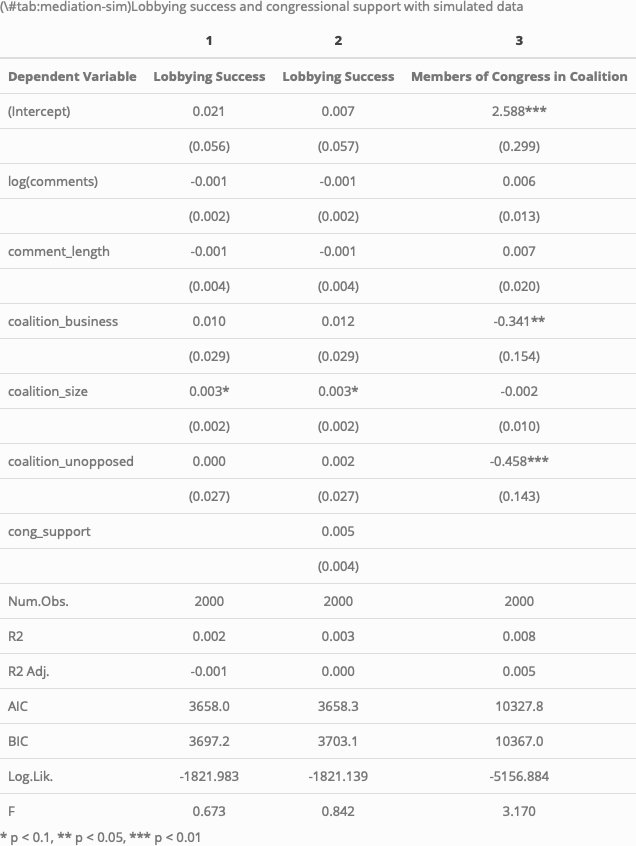 (\#tab:mediation-sim)Lobbying success and congressional support with simulated data
1 2 3
Dependent Variable Lobbying Success Lobbying Success Members of Congress in Coalition
(Intercept) 0.021 0.007 2.588***
(0.056) (0.057) (0.299)
log(comments) -0.001 -0.001 0.006
(0.002) (0.002) (0.013)
comment_length -0.001 -0.001 0.007
(0.004) (0.004) (0.020)
coalition_business 0.010 0.012 -0.341**
(0.029) (0.029) (0.154)
coalition_size 0.003* 0.003* -0.002
(0.002) (0.002) (0.010)
coalition_unopposed 0.000 0.002 -0.458***
(0.027) (0.027) (0.143)
cong_support 0.005
(0.004)
Num.Obs. 2000 2000 2000
R2 0.002 0.003 0.008
R2 Adj. -0.001 0.000 0.005
AIC 3658.0 3658.3 10327.8
BIC 3697.2 3703.1 10367.0
Log.Lik. -1821.983 -1821.139 -5156.884
F 0.673 0.842 3.170
* p < 0.1, ** p < 0.05, *** p < 0.01